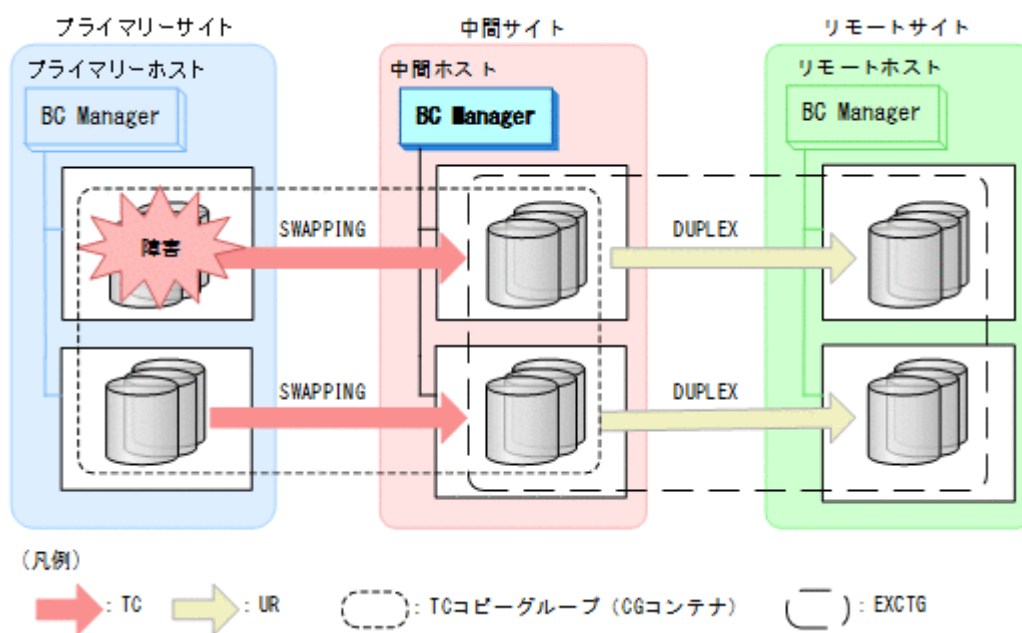 プライマリーサイト
中間サイト
リモートサイト
プライマリーホスト
中間ホスト
リモートホスト
BC Manager
BC Manager
BC Manager
障害
SWAPPING
DUPLEX
SWAPPING
DUPLEX
(凡例)
: TC
: UR
: TCコピーグループ (CGコンテナ)
: EXCTG